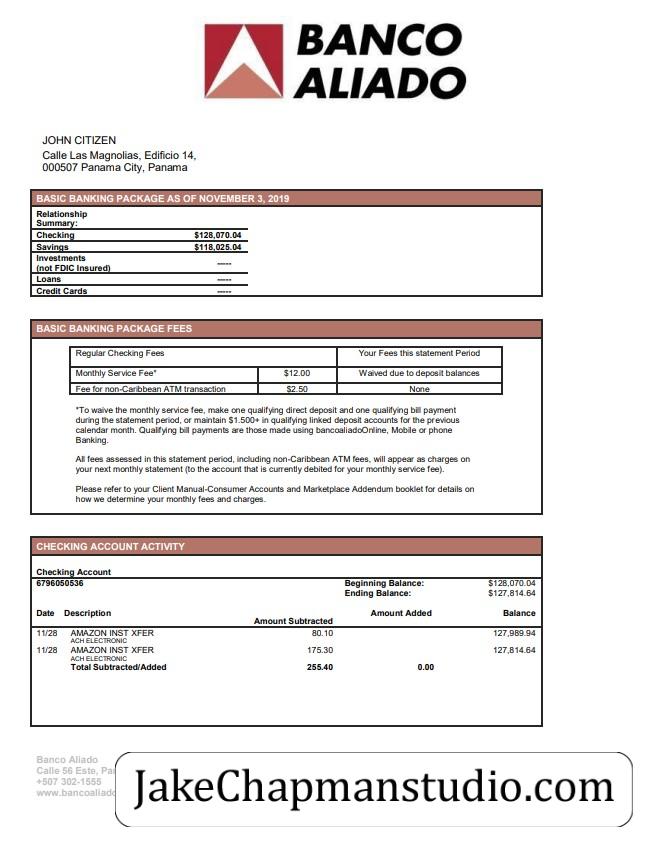 BANCO
ALIADO
JOHN CITIZEN
Calle Las Magnolias, Edificio 14,
000507 Panama City, Panama
BASIC BANKING PACKAGE AS OF NOVEMBER 3, 2019
Relationship
Summary:
Checking $128,070.04
Savings $118,025.04
Investments
(not FDIC Insured) -----
Loans -----
Credit Cards -----
BASIC BANKING PACKAGE FEES
Regular Checking Fees Your Fees this statement Period
Monthly Service Fee* $12.00 Waived due to deposit balances
Fee for non-Caribbean ATM transaction $2.50 None
*To waive the monthly service fee, make one qualifying direct deposit and one qualifying bill payment
during the statement period, or maintain $1.500+ in qualifying linked deposit accounts for the previous
calendar month. Qualifying bill payments are those made using bancoaliadoOnline, Mobile or phone
Banking.
All fees assessed in this statement period, including non-Caribbean ATM fees, will appear as charges on
your next monthly statement (to the account that is currently debited for your monthly service fee).
Please refer to your Client Manual-Consumer Accounts and Marketplace Addendum booklet for details on
how we determine your monthly fees and charges.
CHECKING ACCOUNT ACTIVITY
Checking Account
6796050536 Beginning Balance: $128,070.04
Ending Balance: $127,814.64
Date Description Amount Subtracted Amount Added Balance
11/28 AMAZON INST XFER 80.10 127,989.94
ACH ELECTRONIC
11/28 AMAZON INST XFER 175.30 127,814.64
ACH ELECTRONIC
Total Subtracted/Added 255.40 0.00
Banco Aliado
Calle 56 Este,
+507 302-1555
JakeChapmanstudio.com